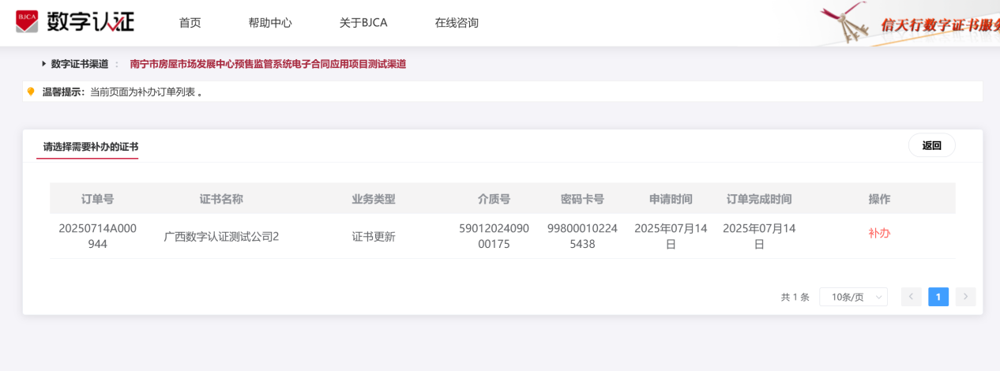 BJCA 数字认证 首页 帮助中心 关于BJCA 在线咨询 信天行数字证书服务
数字证书渠道 : 南宁市房屋市场发展中心预售监管系统电子合同应用项目测试渠道
温馨提示：当前页面为补办订单列表 。
请选择需要补办的证书 返回
订单号 证书名称 业务类型 介质号 密码卡号 申请时间 订单完成时间 操作
20250714A000 59012024090 99800010224 2025年07月14 2025年07月14
广西数字认证测试公司2 证书更新 补办
944 00175 5438 日 日
共 1 条 10条/页 1